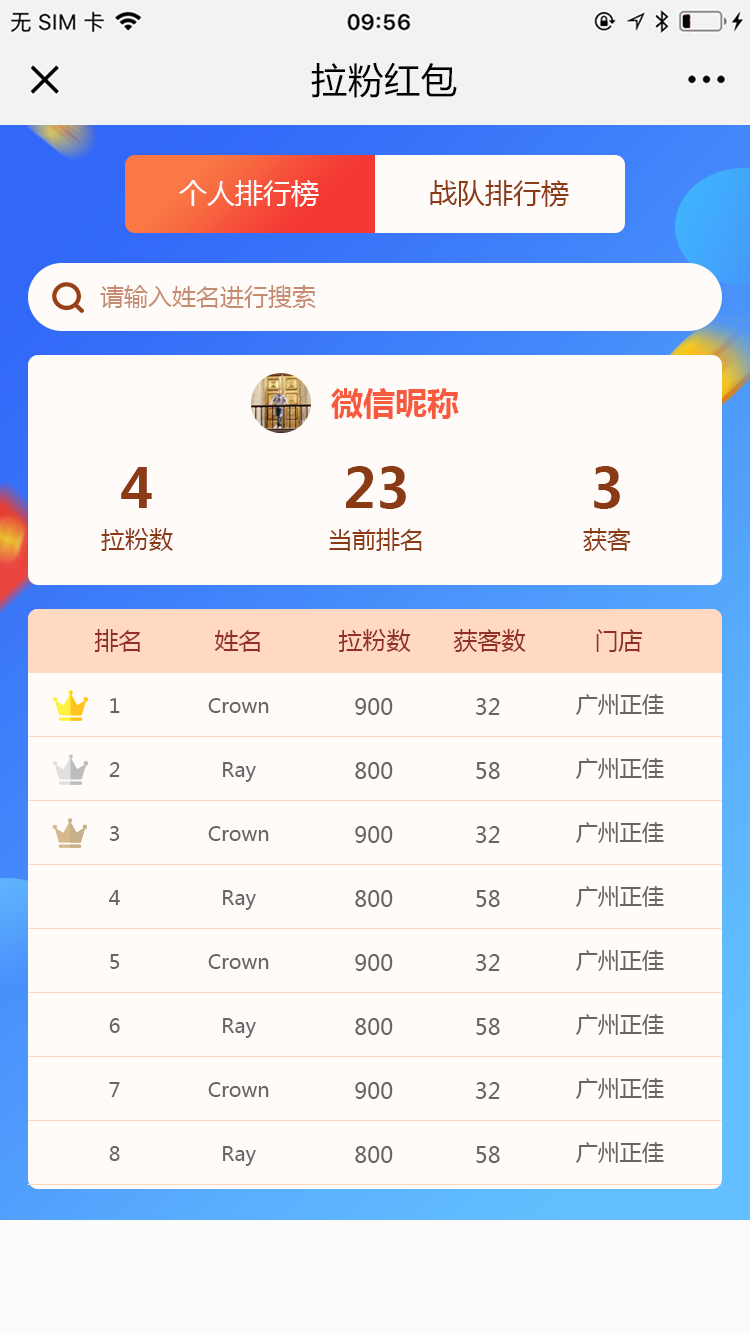 无 SIM 卡 09:56
拉粉红包
个人排行榜 战队排行榜
请输入姓名进行搜索
微信昵称
4 23 3
拉粉数 当前排名 获客
排名 姓名 拉粉数 获客数 门店
1 Crown 900 32 广州正佳
2 Ray 800 58 广州正佳
3 Crown 900 32 广州正佳
4 Ray 800 58 广州正佳
5 Crown 900 32 广州正佳
6 Ray 800 58 广州正佳
7 Crown 900 32 广州正佳
8 Ray 800 58 广州正佳